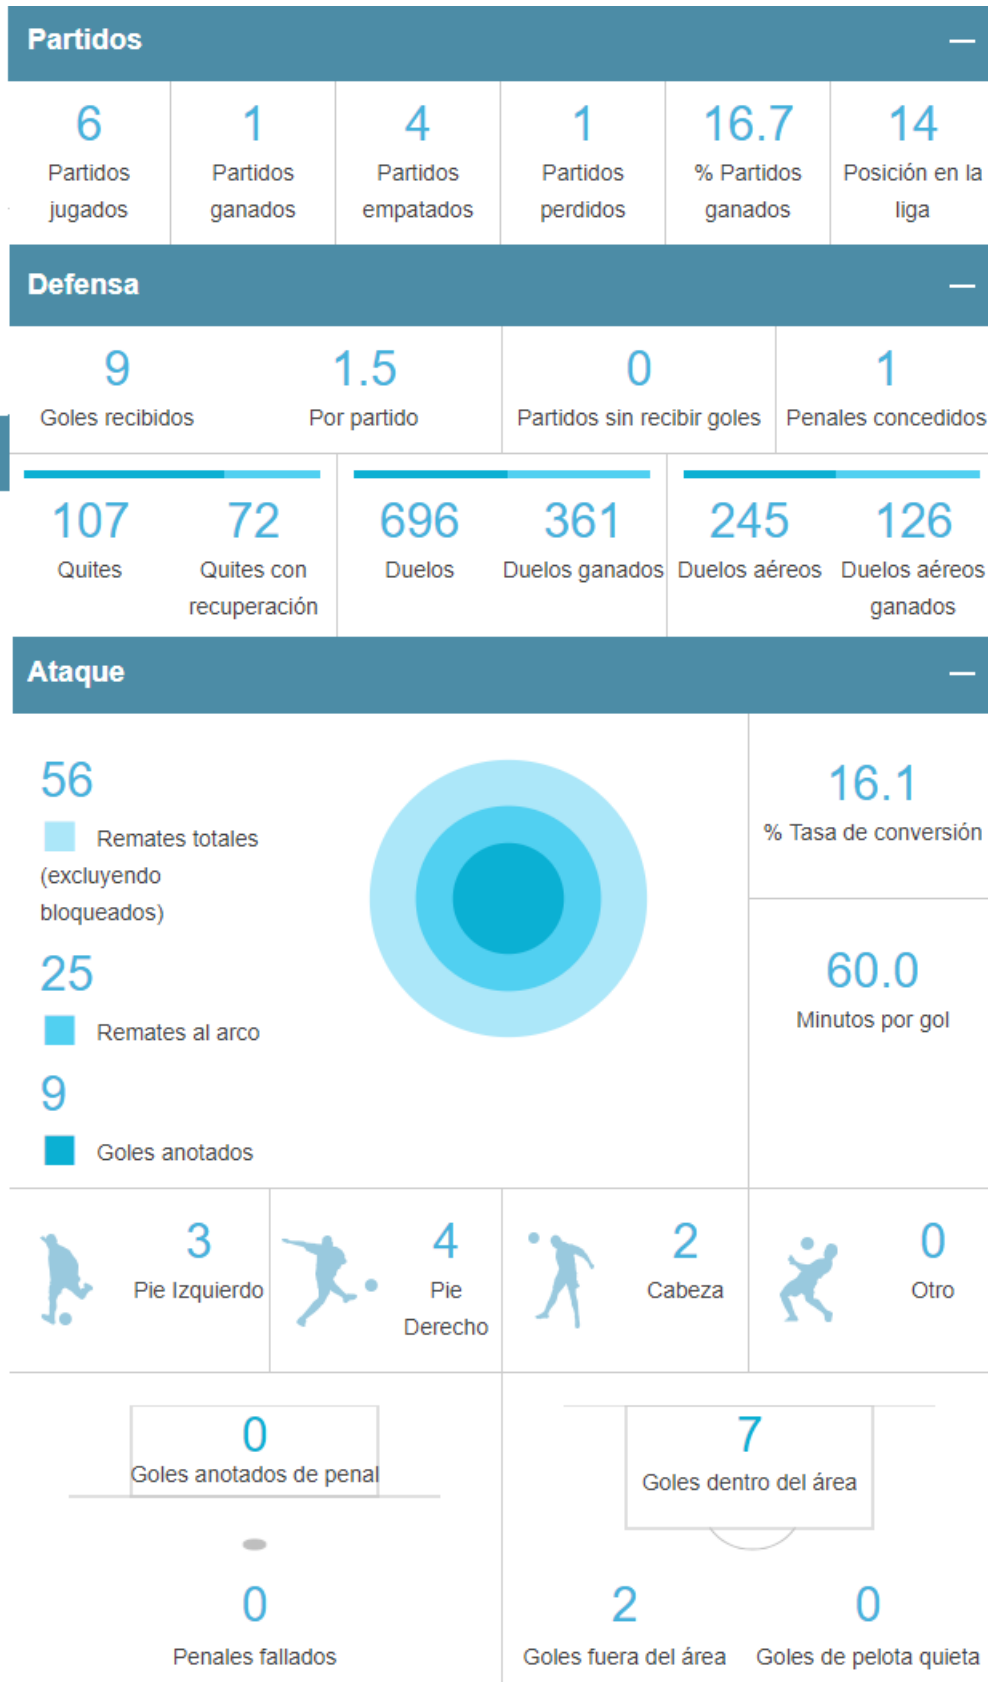 Partidos
6 1 4 1 16.7 14
Partidos Partidos Partidos Partidos % Partidos Posición en la
jugados ganados empatados perdidos ganados liga
Defensa
9 1.5 0 1
Goles recibidos Por partido Partidos sin recibir goles Penales concedidos
107 72 696 361 245 126
Quites Quites con Duelos Duelos ganados Duelos aéreos Duelos aéreos
recuperación ganados
Ataque
56
Remates totales
(excluyendo
bloqueados)
25
Remates al arco
9
Goles anotados
16.1
% Tasa de conversión
60.0
Minutos por gol
3 4 2 0
Pie Izquierdo Pie Cabeza Otro
Derecho
0
Goles anotados de penal
0
Penales fallados
7
Goles dentro del área
2 0
Goles fuera del área Goles de pelota quieta